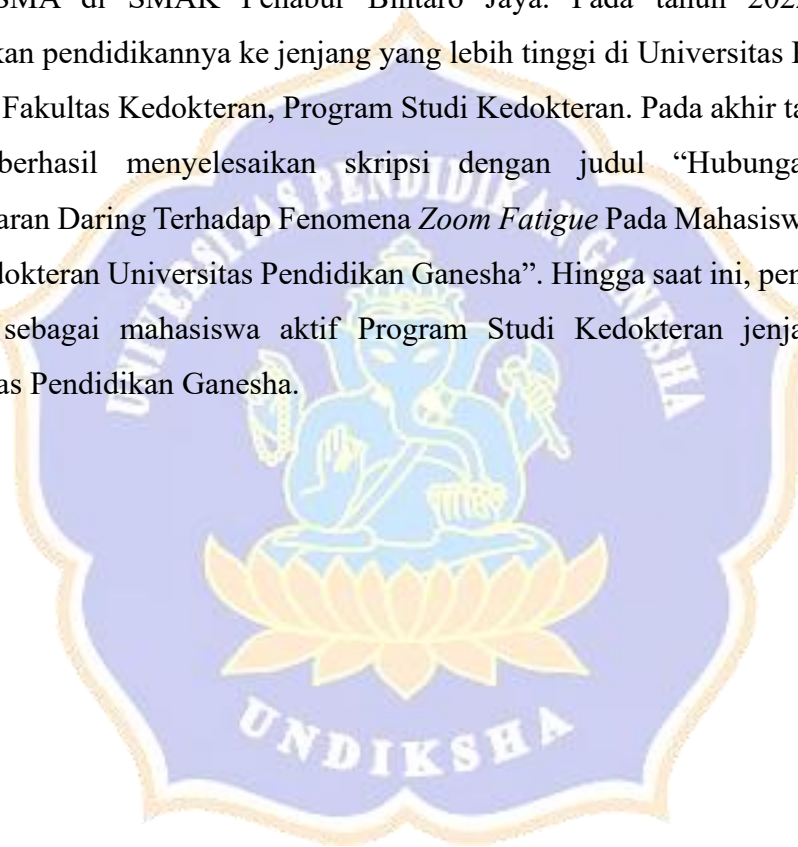 SMA di SMAK Penabur Bintaro Jaya. Pada tahun 202
kan pendidikannya ke jenjang yang lebih tinggi di Universitas
Fakultas Kedokteran, Program Studi Kedokteran. Pada akhir ta
berhasil menyelesaikan skripsi dengan judul “Hubunga
aran Daring Terhadap Fenomena Zoom Fatigue Pada Mahasisw
dokteran Universitas Pendidikan Ganesha”. Hingga saat ini, pen
sebagai mahasiswa aktif Program Studi Kedokteran jenja
as Pendidikan Ganesha.
UNIVERSITAS PENDIDIKAN GANESHA
UNDIKSHA